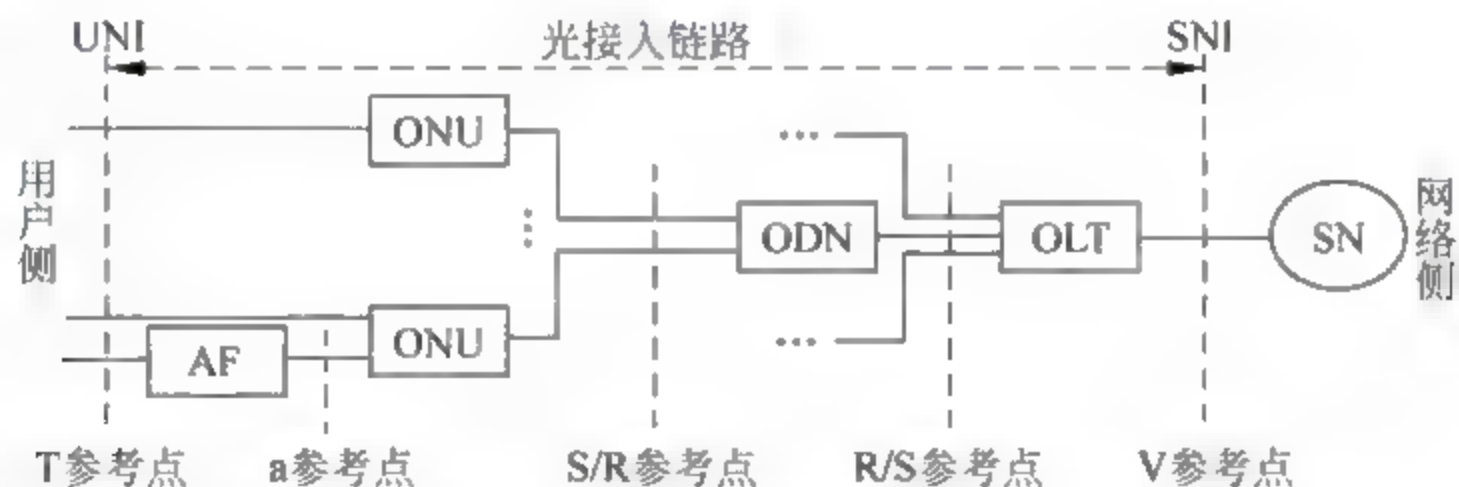 UNI
光接入链路
SNI
ONU
用户侧
ODN
OLT
SN
网络侧
AF
ONU
T参考点
a参考点
S/R参考点
R/S参考点
V参考点